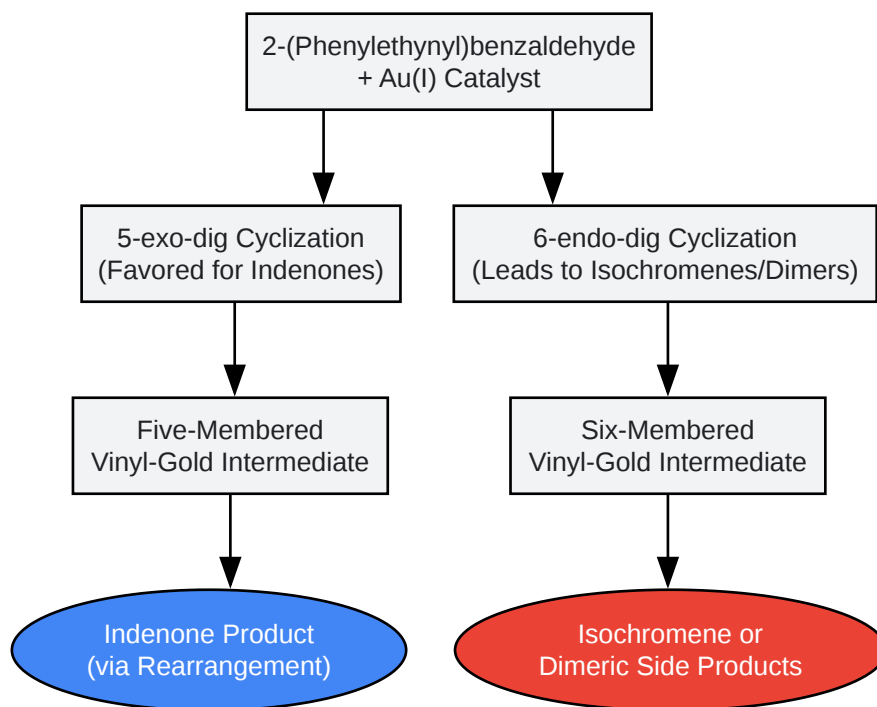 2-(Phenylethynyl)benzaldehyde
+ Au(I) Catalyst
5-exo-dig Cyclization
(Favored for Indenones)
6-endo-dig Cyclization
(Leads to Isochromenes/Dimers)
Five-Membered
Vinyl-Gold Intermediate
Six-Membered
Vinyl-Gold Intermediate
Indenone Product
(via Rearrangement)
Isochromene or
Dimeric Side Products